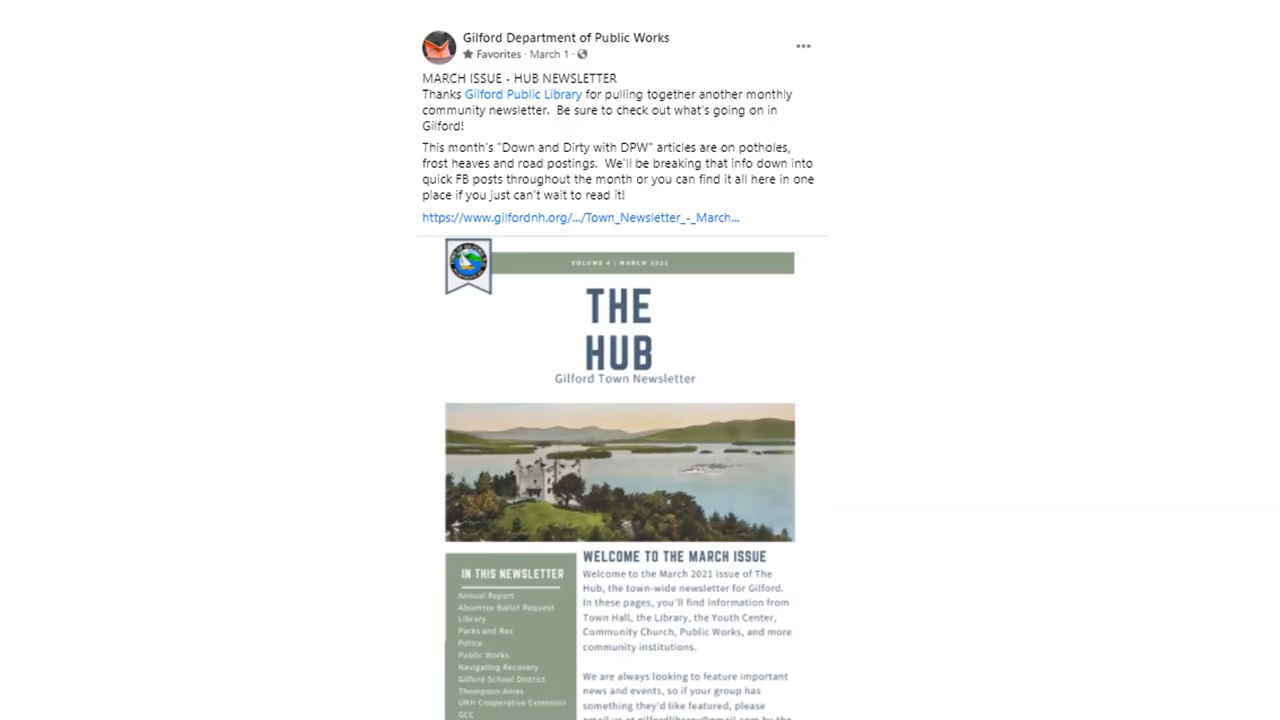 Gilford Department of Public Works
Favorites · March 1 ·
MARCH ISSUE - HUB NEWSLETTER
Thanks Gilford Public Library for pulling together another monthly
community newsletter. Be sure to check out what's going on in
Gilford!
This month's "Down and Dirty with DPW" articles are on potholes,
frost heaves and road postings. We'll be breaking that info down into
quick FB posts throughout the month or you can find it all here in one
place if you just can't wait to read it!
https://www.gilfordnh.org/.../Town_Newsletter_-_March...
VOLUME 4 | MARCH 2021
THE
HUB
Gilford Town Newsletter
WELCOME TO THE MARCH ISSUE
Welcome to the March 2021 issue of The
Hub, the town-wide newsletter for Gilford.
In these pages, you'll find information from
Town Hall, the Library, the Youth Center,
Community Church, Public Works, and more
community institutions.
We are always looking to feature important
news and events, so if your group has
something they'd like featured, please
email us at gilfordlibrary@gmail.com by the
IN THIS NEWSLETTER
Annual Report
Absentee Ballot Request
Library
Parks and Rec
Police
Public Works
Navigating Recovery
Gilford School District
Thompson-Ames
UNH Cooperative Extension
GCC